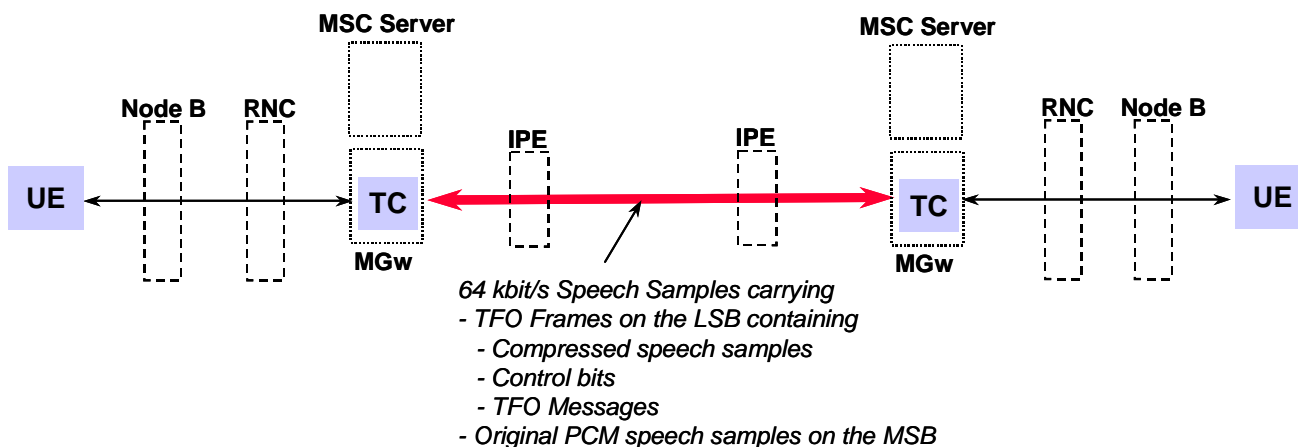 MSC Server
MSC Server
Node B
RNC
RNC
Node B
IPE
IPE
UE
TC
TC
UE
MGw
MGw
64 kbit/s Speech Samples carrying
- TFO Frames on the LSB containing
- Compressed speech samples
- Control bits
- TFO Messages
- Original PCM speech samples on the MSB